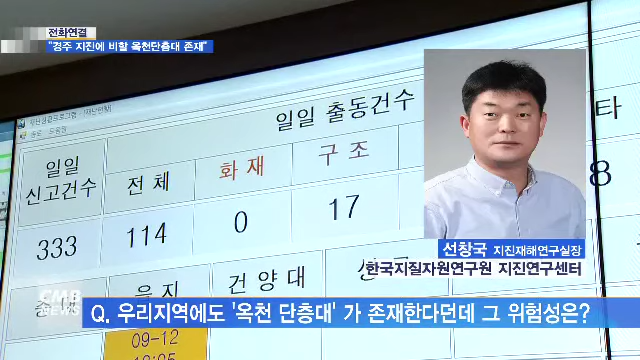 전화연결
"경주 지진에 비할 옥천단층대 존재"
일일 출동건수
일일
신고건수
전체
화재
구조
타
333
114
0
17
8
을지
건양대
09-12
선창국 지진재해연구실장
한국지질자원연구원 지진연구센터
CMB
NEWS
Q. 우리지역에도 '옥천 단층대' 가 존재한다던데 그 위험성은?